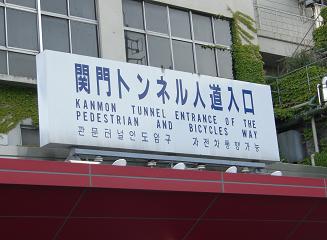 関門トンネル人道入口
KANMON TUNNEL ENTRANCE OF THE
PEDESTRIAN AND BICYCLES WAY
관문터널인도입구 자전차통행가능